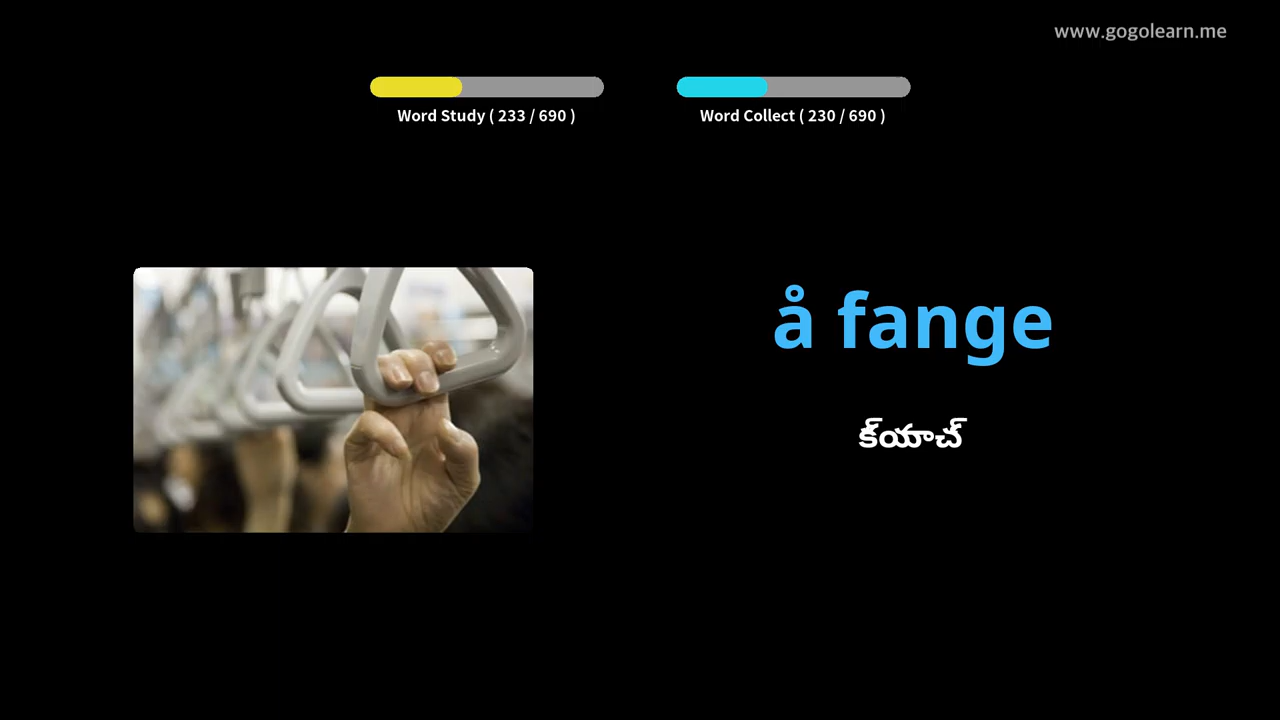 www.gogolearn.me
Word Study ( 233 / 690 )
Word Collect ( 230 / 690 )
å fange
క్‌యాచ్